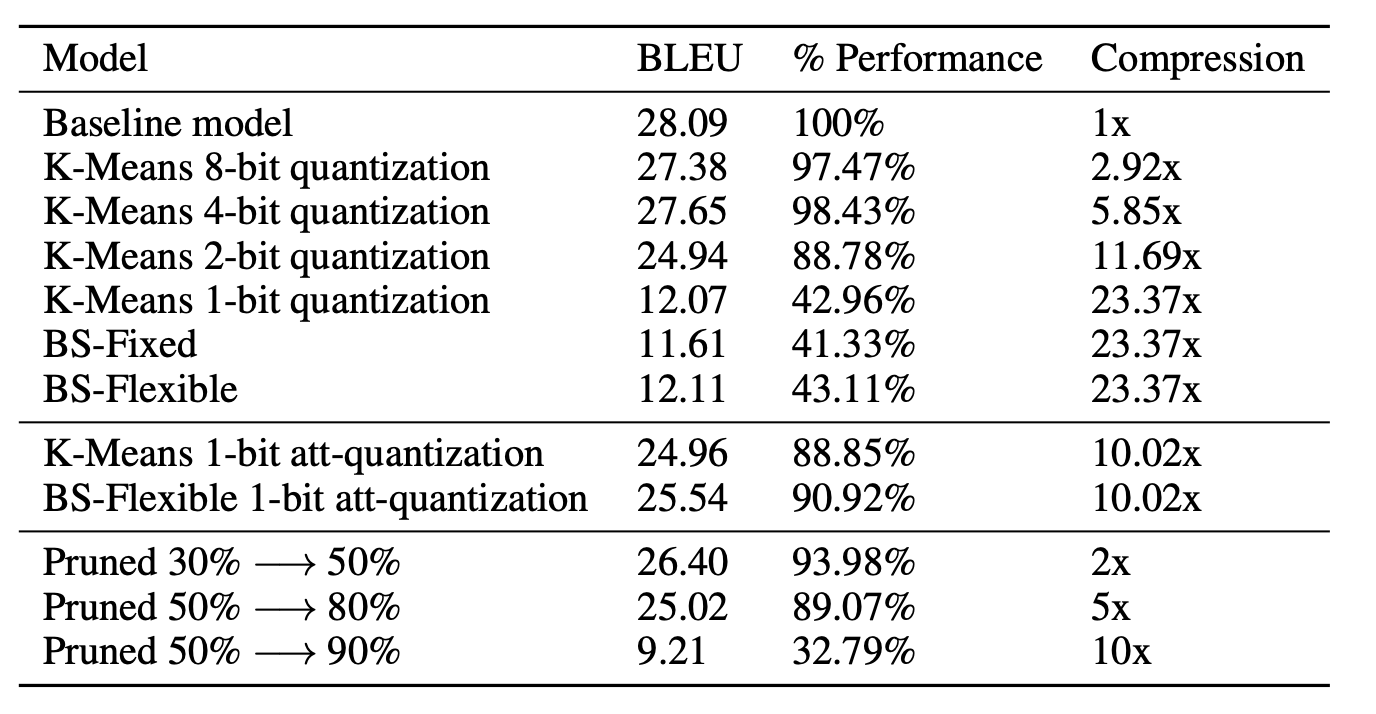 Model BLEU % Performance Compression
Baseline model 28.09 100% 1x
K-Means 8-bit quantization 27.38 97.47% 2.92x
K-Means 4-bit quantization 27.65 98.43% 5.85x
K-Means 2-bit quantization 24.94 88.78% 11.69x
K-Means 1-bit quantization 12.07 42.96% 23.37x
BS-Fixed 11.61 41.33% 23.37x
BS-Flexible 12.11 43.11% 23.37x
K-Means 1-bit att-quantization 24.96 88.85% 10.02x
BS-Flexible 1-bit att-quantization 25.54 90.92% 10.02x
Pruned 30% ⟶ 50% 26.40 93.98% 2x
Pruned 50% ⟶ 80% 25.02 89.07% 5x
Pruned 50% ⟶ 90% 9.21 32.79% 10x